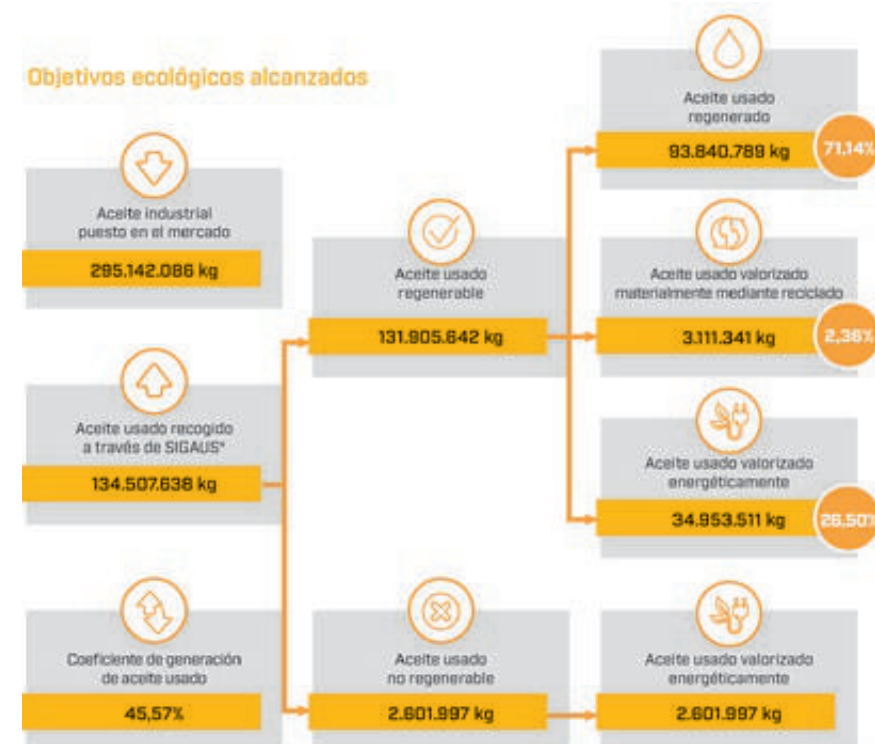 Objetivos ecológicos alcanzados
Aceite industrial
puesto en el mercado
295.142.086 kg
Aceite usado recogido
a través de SIGAUS*
134.507.638 kg
Coeficiente de generación
de aceite usado
45,57%
Aceite usado
regenerable
131.905.642 kg
Aceite usado
no regenerable
2.601.997 kg
Aceite usado
regenerado
93.840.789 kg
71,14%
Aceite usado valorizado
materialmente mediante reciclado
3.111.341 kg
2,36%
Aceite usado valorizado
energéticamente
34.953.511 kg
26,50%
Aceite usado valorizado
energéticamente
2.601.997 kg